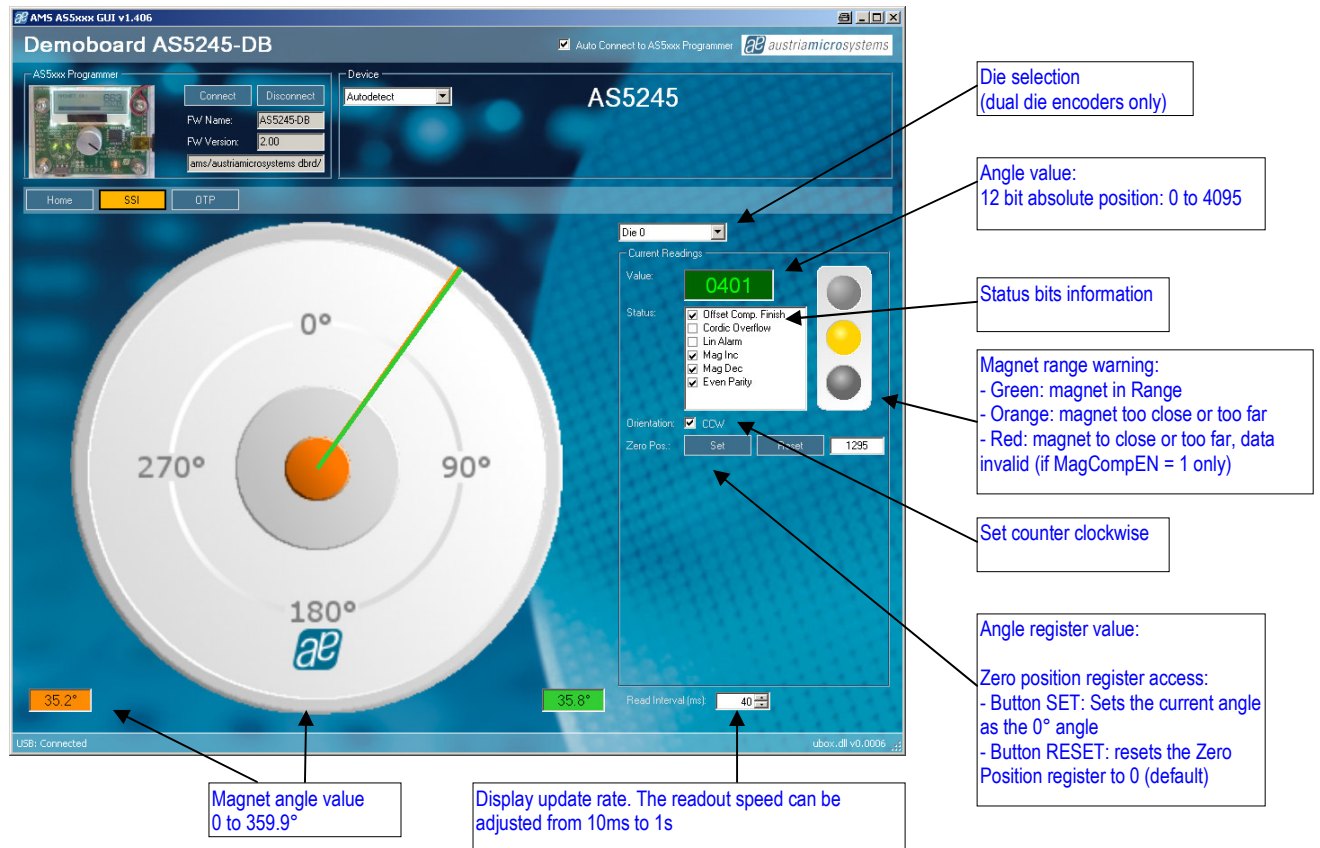 AMS AS5xxx GUI v1.406
Demoboard AS5245-DB
Auto Connect to AS5xxx Programmer
austriamicrosystems
AS5xxx Programmer
Connect
Disconnect
FW Name:
AS5245-DB
FW Version:
2.00
ams/austriamicrosystems dbrd/
Device
Autodetect
AS5245
Home
SSI
OTP
0°
90°
180°
270°
35.2°
35.8°
Die 0
Current Readings
Value:
0401
Status:
Offset Comp. Finish
Cordic Overflow
Lin Alarm
Mag Inc
Mag Dec
Even Parity
Orientation:
CCW
Zero Pos.:
Set
Reset
1295
Read Interval (ms):
40
USB: Connected
ubox.dll v0.0006
Die selection
(dual die encoders only)
Angle value:
12 bit absolute position: 0 to 4095
Status bits information
Magnet range warning:
- Green: magnet in Range
- Orange: magnet too close or too far
- Red: magnet to close or too far, data
invalid (if MagCompEN = 1 only)
Set counter clockwise
Angle register value:
Zero position register access:
- Button SET: Sets the current angle
as the 0° angle
- Button RESET: resets the Zero
Position register to 0 (default)
Magnet angle value
0 to 359.9°
Display update rate. The readout speed can be
adjusted from 10ms to 1s